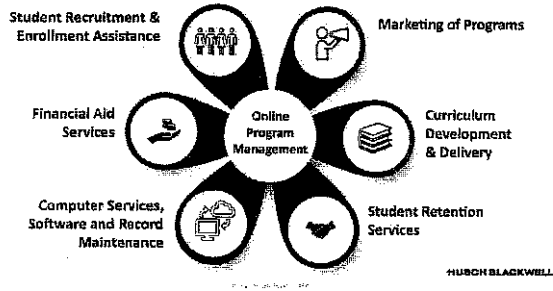 Student Recruitment &
Enrollment Assistance
Marketing of Programs
Financial Aid
Services
Online
Program
Management
Curriculum
Development
& Delivery
Computer Services,
Software and Record
Maintenance
Student Retention
Services
HUSCH BLACKWELL